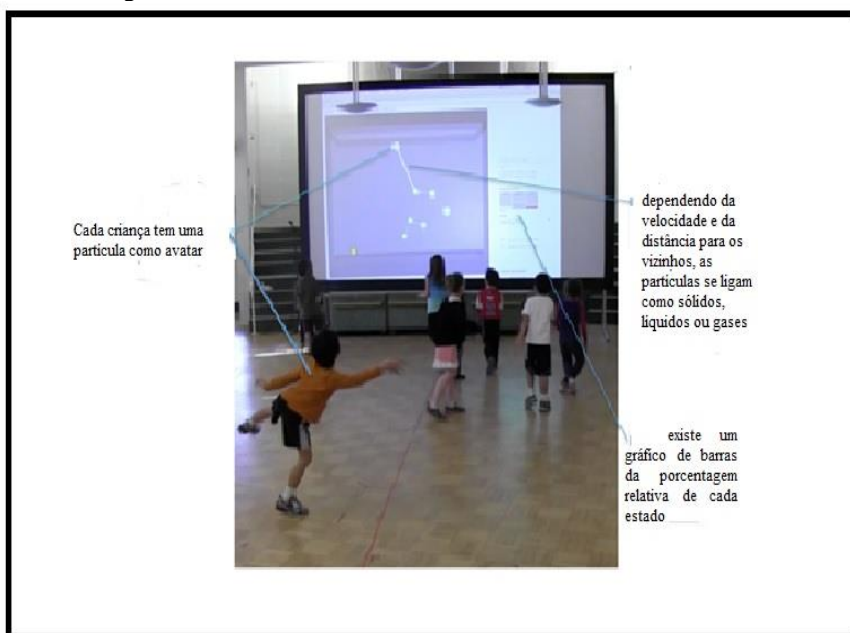 Cada criança tem uma
partícula como avatar
dependendo da
velocidade e da
distância para os
vizinhos, as
partículas se ligam
como sólidos,
líquidos ou gases
existe um
gráfico de barras
da porcentagem
relativa de cada
estado